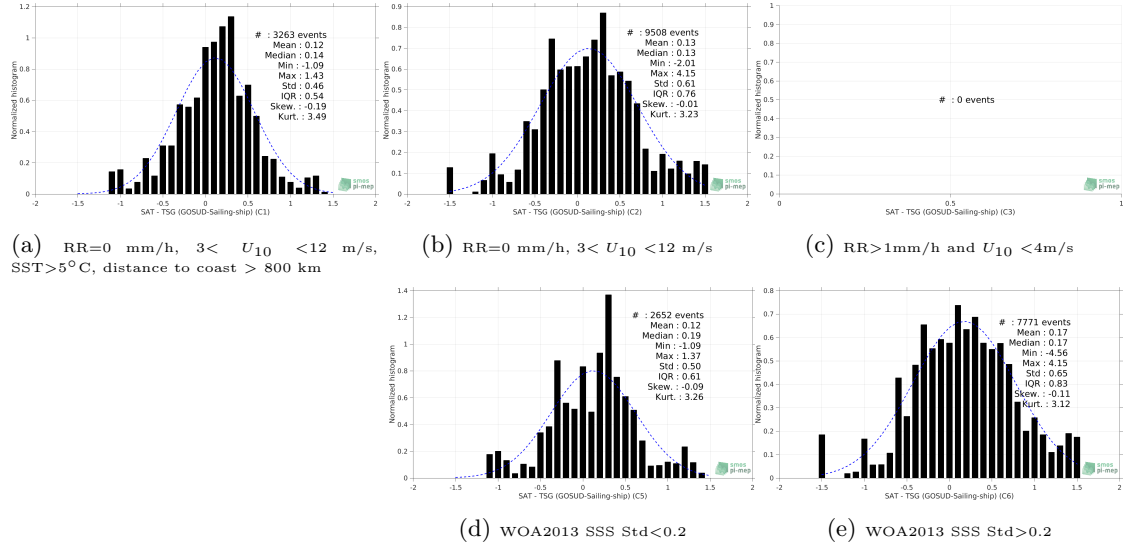 1.2
1
0.8
0.6
0.4
0.2
0
Normalized histogram
# : 3263 events
Mean : 0.12
Median : 0.14
Min : -1.09
Max : 1.43
Std : 0.46
IQR : 0.54
Skew. : -0.19
Kurt. : 3.49
smos
pi-mep
-2 -1.5 -1 -0.5 0 0.5 1 1.5 2
SAT - TSG (GOSUD-Sailing-ship) (C1)
0.9
0.8
0.7
0.6
0.5
0.4
0.3
0.2
0.1
0
Normalized histogram
# : 9508 events
Mean : 0.13
Median : 0.13
Min : -2.01
Max : 4.15
Std : 0.61
IQR : 0.76
Skew. : -0.01
Kurt. : 3.23
smos
pi-mep
-2 -1.5 -1 -0.5 0 0.5 1 1.5 2
SAT - TSG (GOSUD-Sailing-ship) (C2)
1
0.9
0.8
0.7
0.6
0.5
0.4
0.3
0.2
0.1
0
Normalized histogram
# : 0 events
smos
pi-mep
0 0.5 1
SAT - TSG (GOSUD-Sailing-ship) (C3)
(a) RR=0 mm/h, 3< U10 <12 m/s,
SST>5°C, distance to coast > 800 km
(b) RR=0 mm/h, 3< U10 <12 m/s
(c) RR>1mm/h and U10 <4m/s
1.4
1.2
1
0.8
0.6
0.4
0.2
0
Normalized histogram
# : 2652 events
Mean : 0.12
Median : 0.19
Min : -1.09
Max : 1.37
Std : 0.50
IQR : 0.61
Skew. : -0.09
Kurt. : 3.26
smos
pi-mep
-2 -1.5 -1 -0.5 0 0.5 1 1.5 2
SAT - TSG (GOSUD-Sailing-ship) (C5)
0.8
0.7
0.6
0.5
0.4
0.3
0.2
0.1
0
Normalized histogram
# : 7771 events
Mean : 0.17
Median : 0.17
Min : -4.56
Max : 4.15
Std : 0.65
IQR : 0.83
Skew. : -0.11
Kurt. : 3.12
smos
pi-mep
-2 -1.5 -1 -0.5 0 0.5 1 1.5 2
SAT - TSG (GOSUD-Sailing-ship) (C6)
(d) WOA2013 SSS Std<0.2
(e) WOA2013 SSS Std>0.2